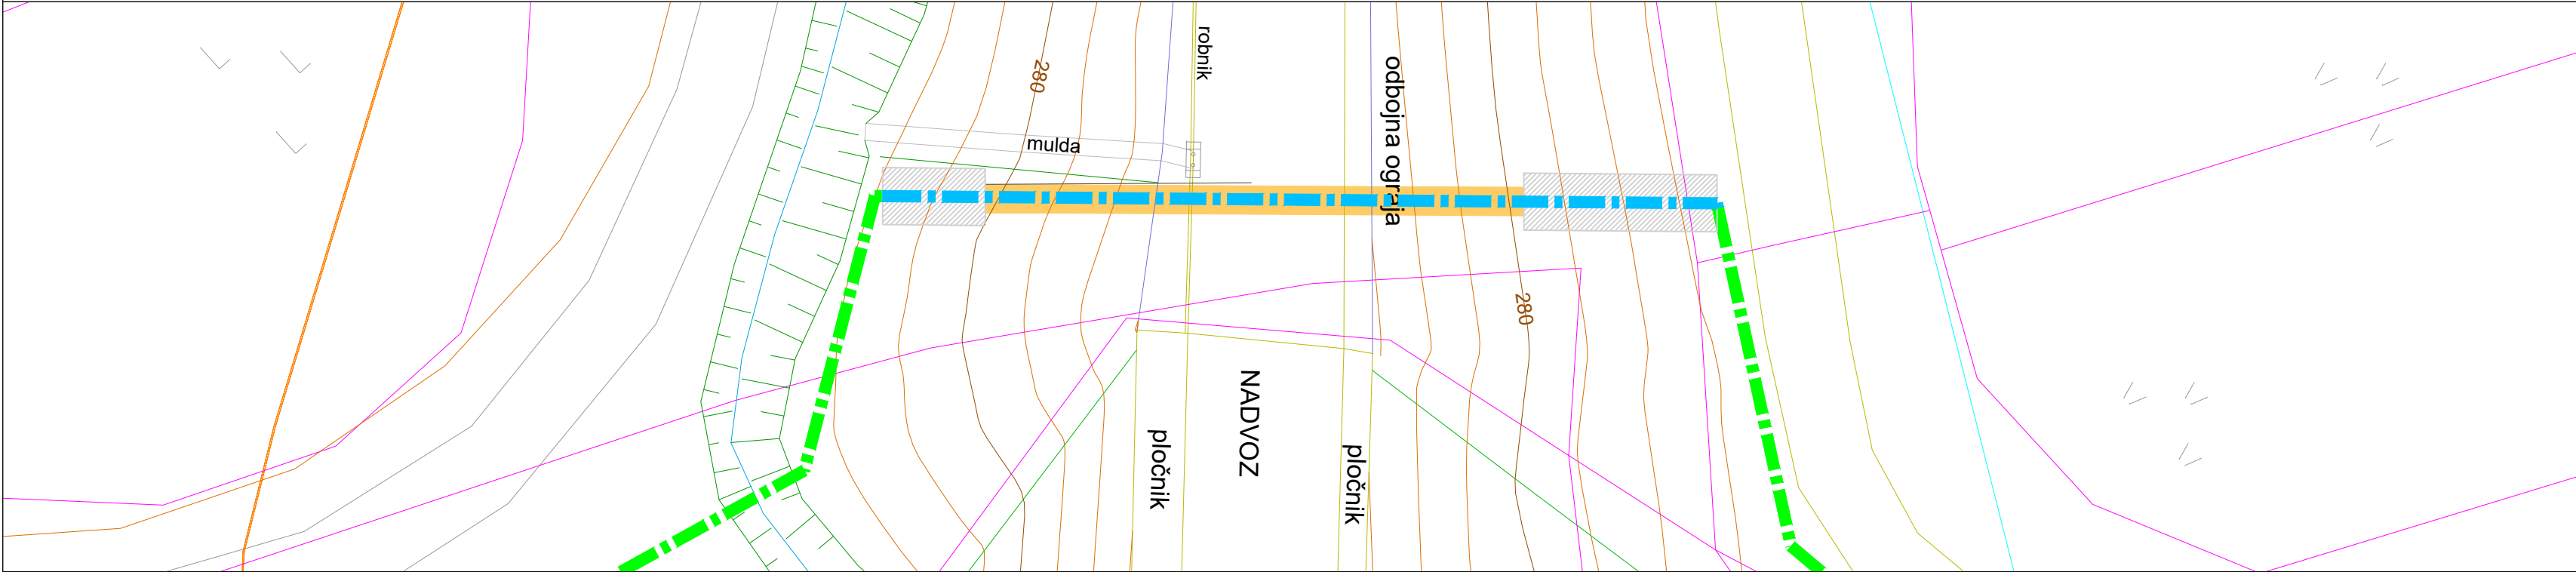 robnik
280
odbojna ograja
mulda
280
NADVOZ
pločnik
pločnik